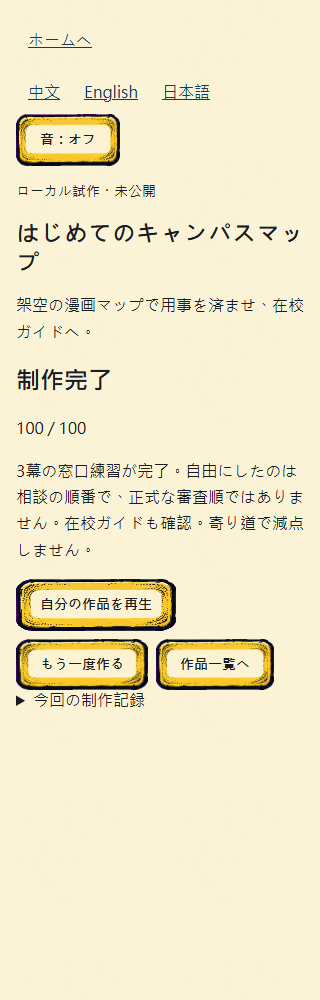 ホームへ
中文 English 日本語
音：オフ
ローカル試作・未公開
はじめてのキャンパスマッ
プ
架空の漫画マップで用事を済ませ、在校
ガイドへ。
制作完了
100 / 100
3幕の窓口練習が完了。自由にしたのは
相談の順番で、正式な審査順ではありま
せん。在校ガイドも確認。寄り道で減点
しません。
自分の作品を再生
もう一度作る 作品一覧へ
▶ 今回の制作記録